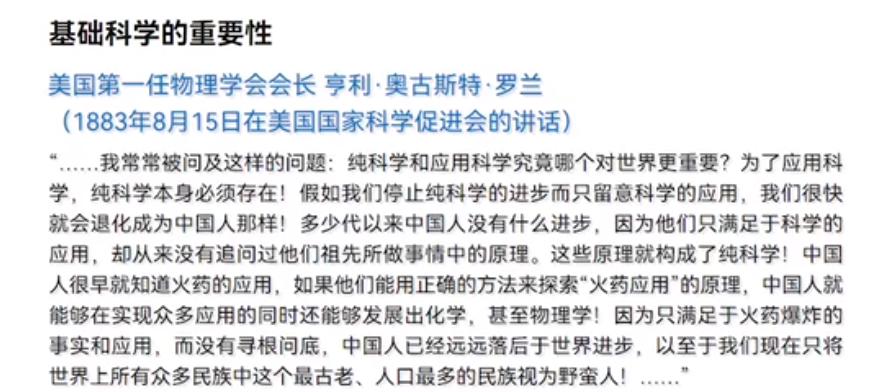 基础科学的重要性
美国第一任物理学会会长 亨利·奥古斯特·罗兰
（1883年8月15日在美国国家科学促进会的讲话）
“……我常常被问及这样的问题：纯科学和应用科学究竟哪个对世界更重要？为了应用科
学，纯科学本身必须存在！假如我们停止纯科学的进步而只留意科学的应用，我们很快
就会退化成为中国人那样！多少代以来中国人没有什么进步，因为他们只满足于科学的
应用，却从来没有追问过他们祖先所做事情中的原理。这些原理就构成了纯科学！中国
人很早就知道火药的应用，如果他们能用正确的方法来探索“火药应用”的原理，中国人就
能够在实现众多应用的同时还能够发展出化学，甚至物理学！因为只满足于火药爆炸的
事实和应用，而没有寻根问底，中国人已经远远落后于世界进步，以至于我们现在只将
世界上所有众多民族中这个最古老、人口最多的民族视为野蛮人！……”